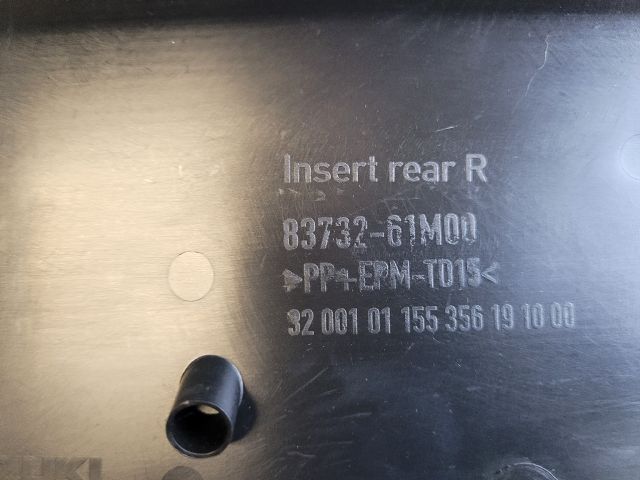 Insert rear R
83732-61M00
>PP+EPM-TD15<
32 001 01 155 356 19 10 00